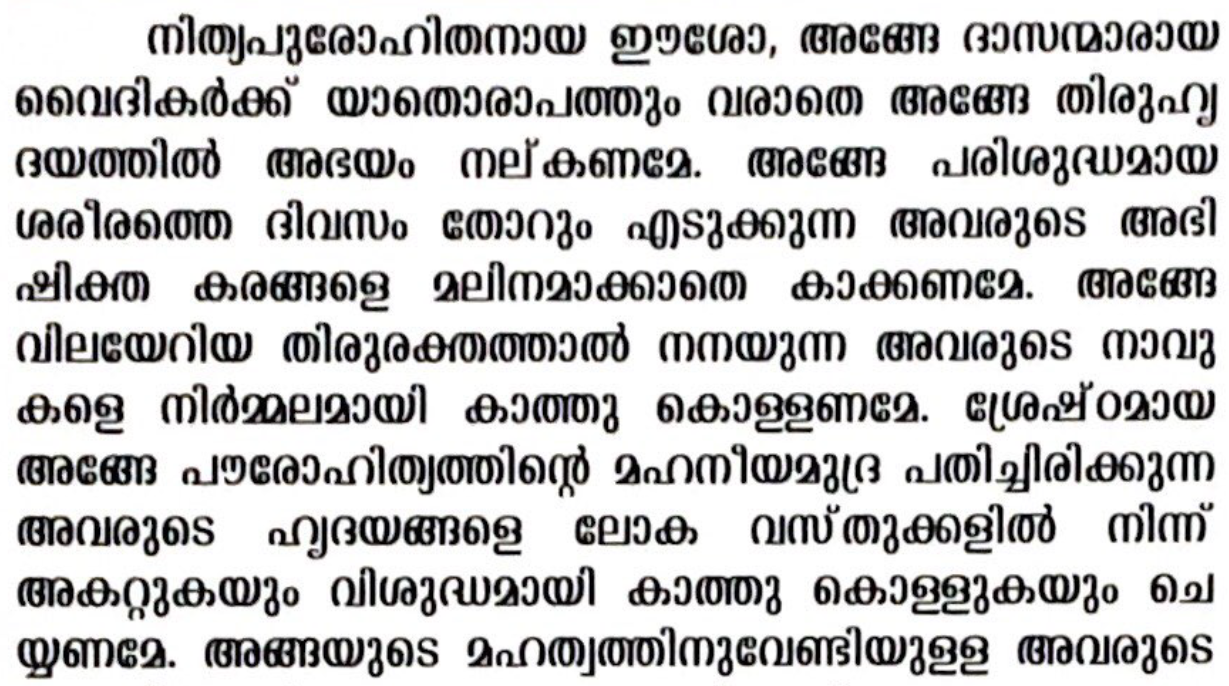 നിത്യപുരോഹിതനായ ഈശോ, അങ്ങേ ദാസന്മാരായ
വൈദികർക്ക് യാതൊരാപത്തും വരാതെ അങ്ങേ തിരുഹൃ
ദയത്തിൽ അഭയം നല്കണമേ. അങ്ങേ പരിശുദ്ധമായ
ശരീരത്തെ ദിവസം തോറും എടുക്കുന്ന അവരുടെ അഭി
ഷിക്ത കരങ്ങളെ മലിനമാക്കാതെ കാക്കണമേ. അങ്ങേ
വിലയേറിയ തിരുരക്തത്താൽ നനയുന്ന അവരുടെ നാവു
കളെ നിർമ്മലമായി കാത്തു കൊള്ളണമേ. ശ്രേഷ്ഠമായ
അങ്ങേ പൗരോഹിത്യത്തിന്റെ മഹനീയമുദ്ര പതിച്ചിരിക്കുന്ന
അവരുടെ ഹൃദയങ്ങളെ ലോക വസ്തുക്കളിൽ നിന്ന്
അകറ്റുകയും വിശുദ്ധമായി കാത്തു കൊള്ളുകയും ചെ
യ്യണമേ. അങ്ങയുടെ മഹത്വത്തിനുവേണ്ടിയുള്ള അവരുടെ